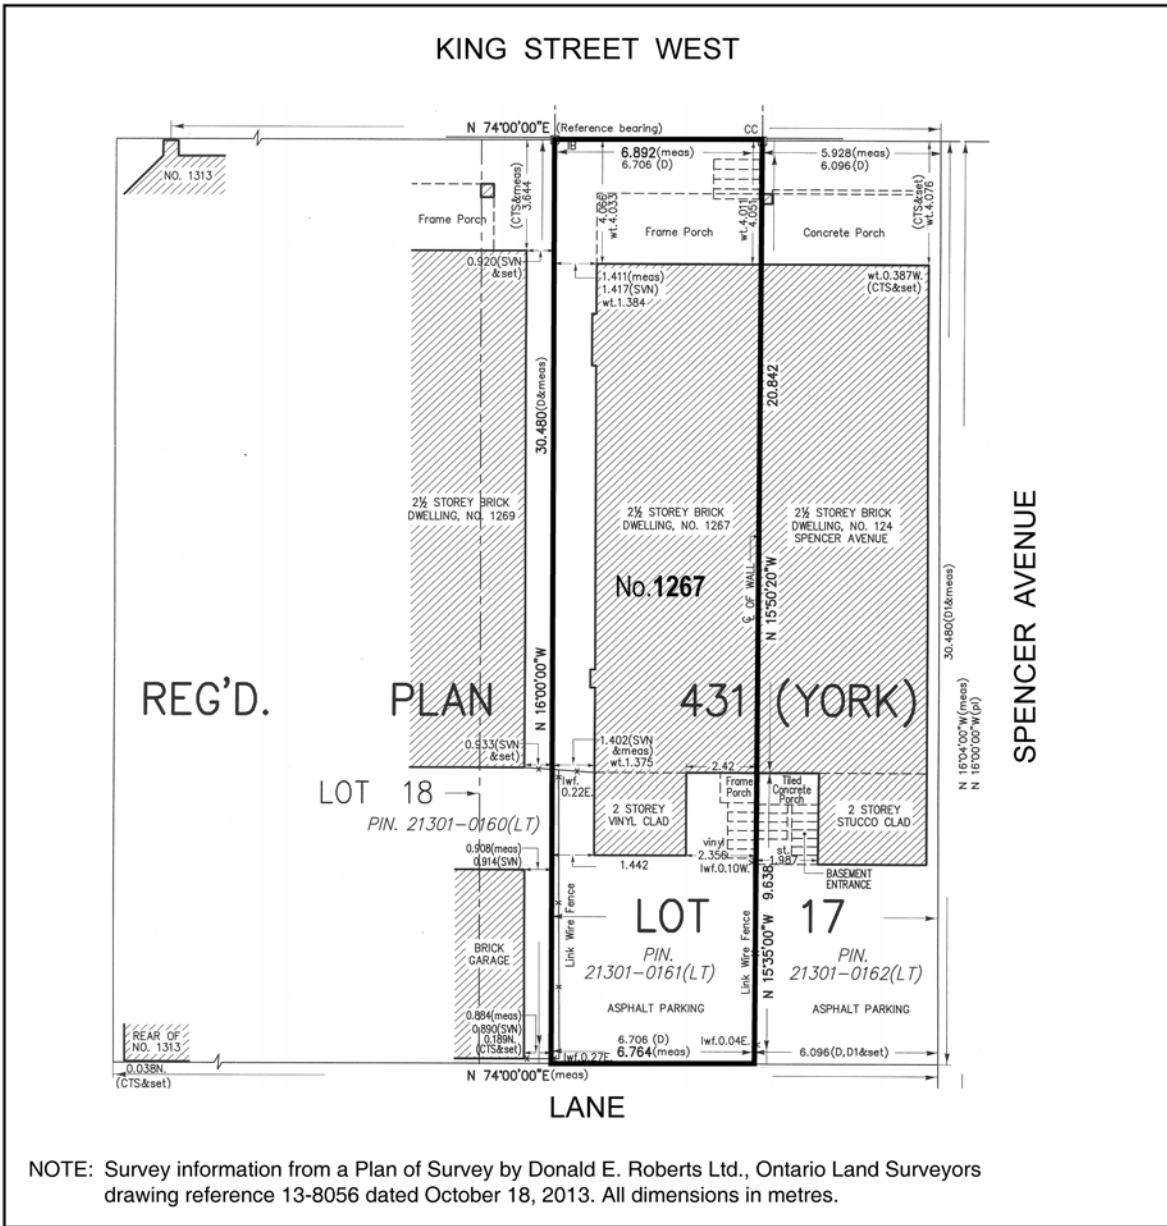 KING STREET WEST
N 74°00'00"E (Reference bearing)
CC
IB
6.892(meas)
6.706 (D)
5.928(meas)
6.096(D)
NO. 1313
(CTS&meas)
3.644
4.066
wt.4.033
wt.4.011
4.051
(CTS&set)
wt.4.076
Frame Porch
Frame Porch
Concrete Porch
0.920(SVN
&set)
1.411(meas)
1.417(SVN)
wt.1.384
wt.0.387W.
(CTS&set)
30.480(D&meas)
20.842
2½ STOREY BRICK
DWELLING, NO. 1269
2½ STOREY BRICK
DWELLING, NO. 1267
2½ STOREY BRICK
DWELLING, NO. 124
SPENCER AVENUE
No.1267
℄ OF WALL
N 15°50'20"W
30.480(D1&meas)
SPENCER AVENUE
N 16°00'00"W
N 16°04'00"W(meas)
N 16°00'00"W(pl)
REG'D. PLAN 431 (YORK)
0.933(SVN
&set)
1.402(SVN
&meas)
wt.1.375
2.42
lwf.
0.22E.
Frame
Porch
Tiled
Concrete
Porch
LOT 18
PIN. 21301-0160(LT)
2 STOREY
VINYL CLAD
2 STOREY
STUCCO CLAD
vinyl
2.356
lwf.0.10W.
st.
1.987
0.908(meas)
0.914(SVN)
1.442
BASEMENT
ENTRANCE
9.638
N 15°35'00"W
Link Wire Fence
Link Wire Fence
LOT 17
BRICK
GARAGE
PIN.
21301-0161(LT)
PIN.
21301-0162(LT)
ASPHALT PARKING
ASPHALT PARKING
0.884(meas)
0.890(SVN)
0.189N.
(CTS&set)
REAR OF
NO. 1313
6.706 (D)
6.764(meas)
lwf.0.04E.
6.096(D,D1&set)
lwf.0.27E.
0.038N.
(CTS&set)
N 74°00'00"E(meas)
LANE
NOTE: Survey information from a Plan of Survey by Donald E. Roberts Ltd., Ontario Land Surveyors
drawing reference 13-8056 dated October 18, 2013. All dimensions in metres.